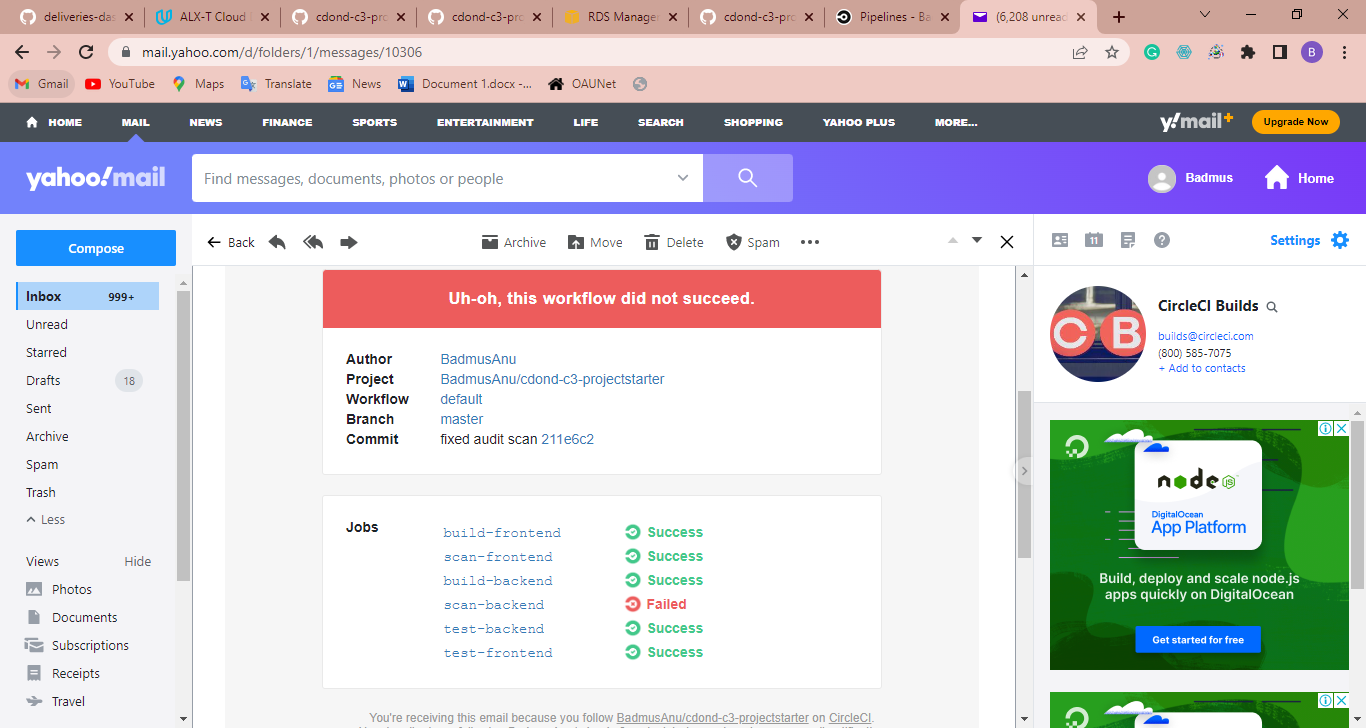 deliveries-das
ALX-T Cloud
cdond-c3-pro
cdond-c3-pro
RDS Manage
cdond-c3-pro
Pipelines - Ba
(6,208 unread
mail.yahoo.com/d/folders/1/messages/10306
B
Gmail
YouTube
Maps
Translate
News
Document 1.docx -...
OAUNet
HOME
MAIL
NEWS
FINANCE
SPORTS
ENTERTAINMENT
LIFE
SEARCH
SHOPPING
YAHOO PLUS
MORE...
y!mail+
Upgrade Now
yahoo!mail
Find messages, documents, photos or people
Badmus
Home
Compose
Back
Archive
Move
Delete
Spam
11
Settings
Inbox 999+
Unread
Starred
Drafts 18
Sent
Archive
Spam
Trash
Less
Views Hide
Photos
Documents
Subscriptions
Receipts
Travel
Uh-oh, this workflow did not succeed.
Author BadmusAnu
Project BadmusAnu/cdond-c3-projectstarter
Workflow default
Branch master
Commit fixed audit scan 211e6c2
Jobs
build-frontend Success
scan-frontend Success
build-backend Success
scan-backend Failed
test-backend Success
test-frontend Success
You're receiving this email because you follow BadmusAnu/cdond-c3-projectstarter on CircleCI.
C B
CircleCI Builds
builds@circleci.com
(800) 585-7075
+ Add to contacts
node JS
DigitalOcean
App Platform
Build, deploy and scale node.js
apps quickly on DigitalOcean
Get started for free